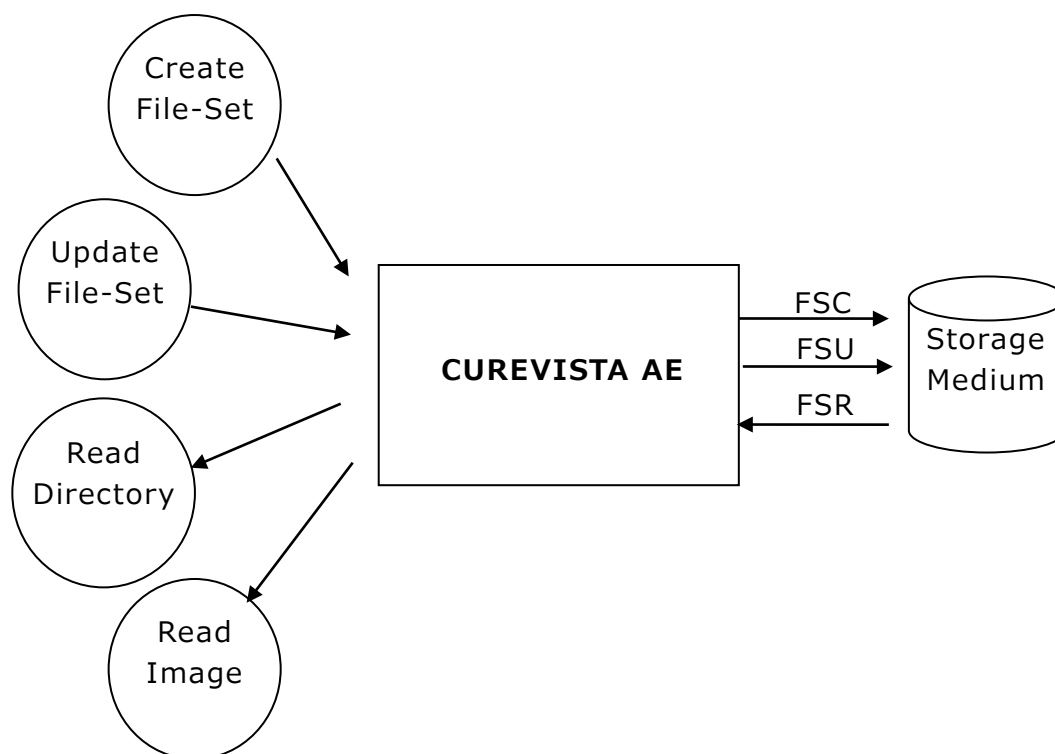 Create
File-Set
Update
File-Set
Read
Directory
Read
Image
CUREVISTA AE
FSC
FSU
FSR
Storage
Medium